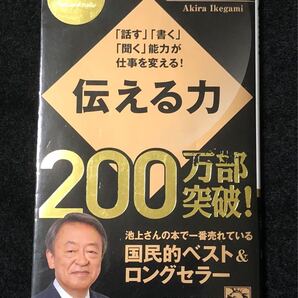 Akira Ikegami
「話す」「書く」
「聞く」能力が
仕事を変える!
伝える力
200万部
突破!
池上さんの本で一番売れている
国民的ベスト&
ロングセラー